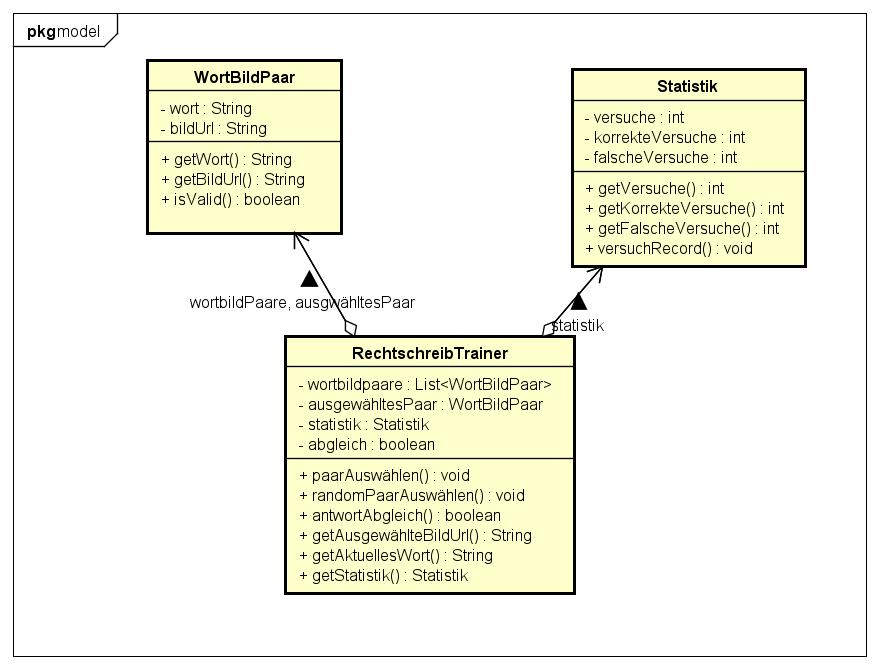 pkg model
WortBildPaar
- wort : String
- bildUrl : String
+ getWort() : String
+ getBildUrl() : String
+ isValid() : boolean
Statistik
- versuche : int
- korrekteVersuche : int
- falscheVersuche : int
+ getVersuche() : int
+ getKorrekteVersuche() : int
+ getFalscheVersuche() : int
+ versuchRecord() : void
wortbildPaare, ausgwähltesPaar
statistik
RechtschreibTrainer
- wortbildpaare : List<WortBildPaar>
- ausgewähltesPaar : WortBildPaar
- statistik : Statistik
- abgleich : boolean
+ paarAuswählen() : void
+ randomPaarAuswählen() : void
+ antwortAbgleich() : boolean
+ getAusgewählteBildUrl() : String
+ getAktuellesWort() : String
+ getStatistik() : Statistik